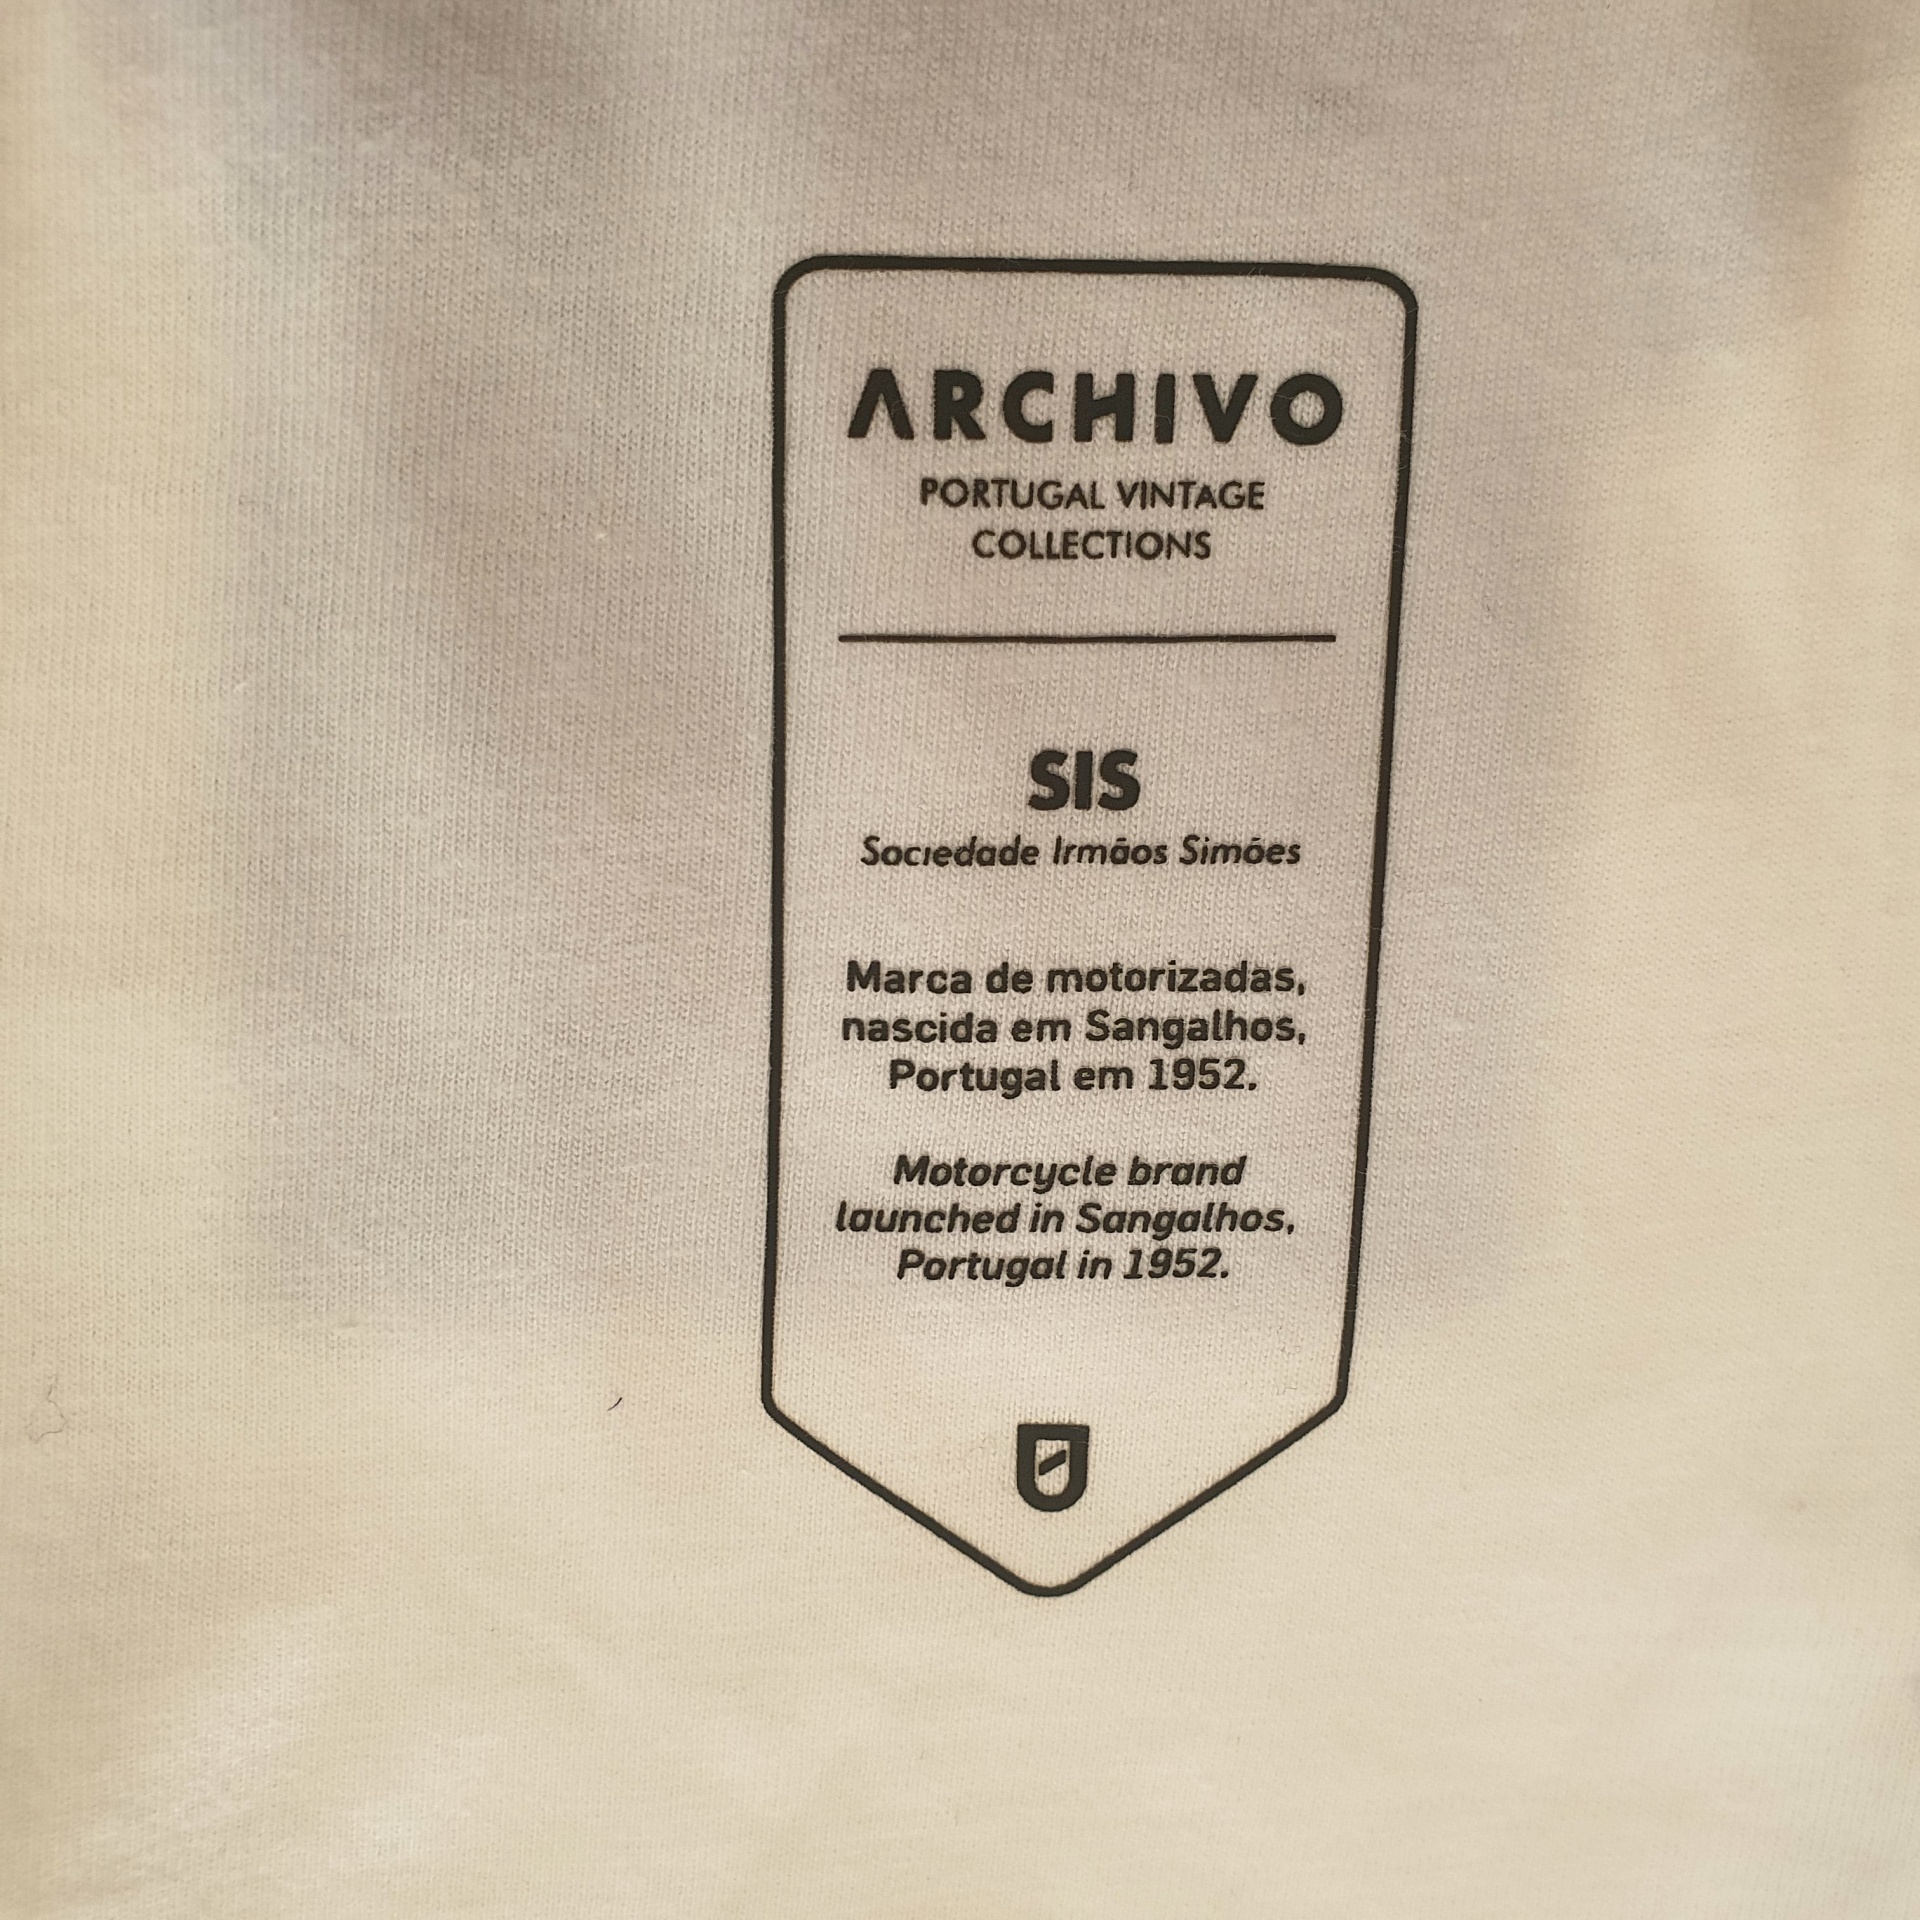 ARCHIVO
PORTUGAL VINTAGE
COLLECTIONS
SIS
Sociedade Irmãos Simões
Marca de motorizadas,
nascida em Sangalhos,
Portugal em 1952.
Motorcycle brand
launched in Sangalhos,
Portugal in 1952.